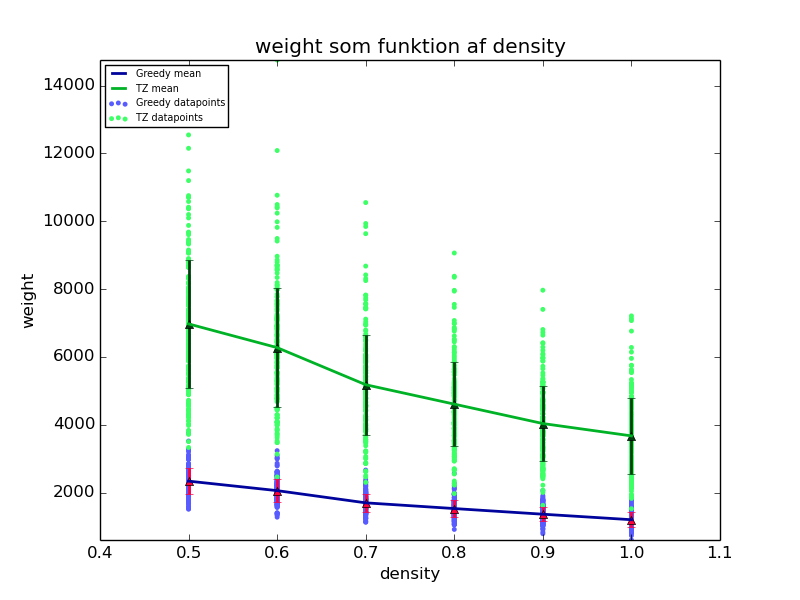 weight som funktion af density
Greedy mean
TZ mean
Greedy datapoints
TZ datapoints
14000
12000
10000
8000
6000
4000
2000
weight
0.4 0.5 0.6 0.7 0.8 0.9 1.0 1.1
density